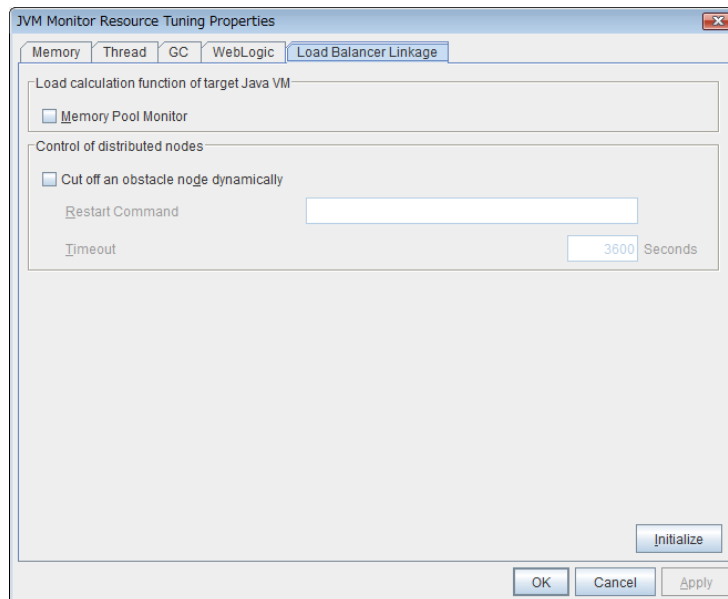 JVM Monitor Resource Tuning Properties
Memory Thread GC WebLogic Load Balancer Linkage
Load calculation function of target Java VM
Memory Pool Monitor
Control of distributed nodes
Cut off an obstacle node dynamically
Restart Command
Timeout 3600 Seconds
Initialize
OK Cancel Apply